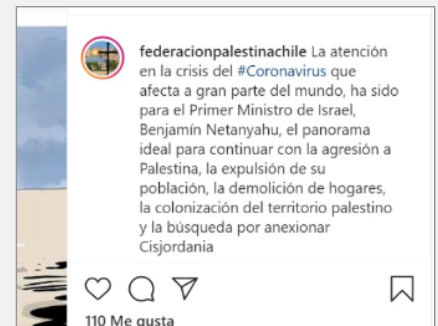 federacionpalestinachile La atención
en la crisis del #Coronavirus que
afecta a gran parte del mundo, ha sido
para el Primer Ministro de Israel,
Benjamín Netanyahu, el panorama
ideal para continuar con la agresión a
Palestina, la expulsión de su
población, la demolición de hogares,
la colonización del territorio palestino
y la búsqueda por anexionar
Cisjordania
110 Me gusta